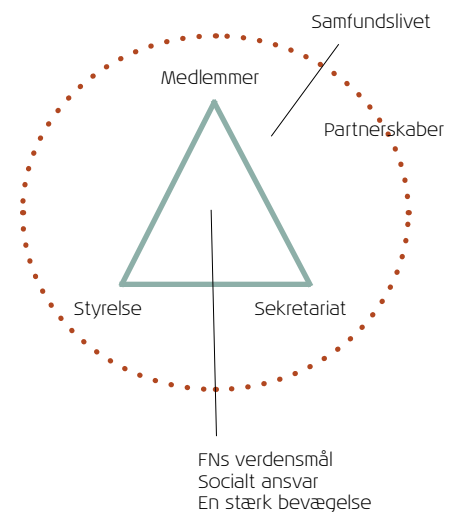 Samfundslivet
Medlemmer
Partnerskaber
Styrelse
Sekretariat
FNs verdensmål
Socialt ansvar
En stærk bevægelse